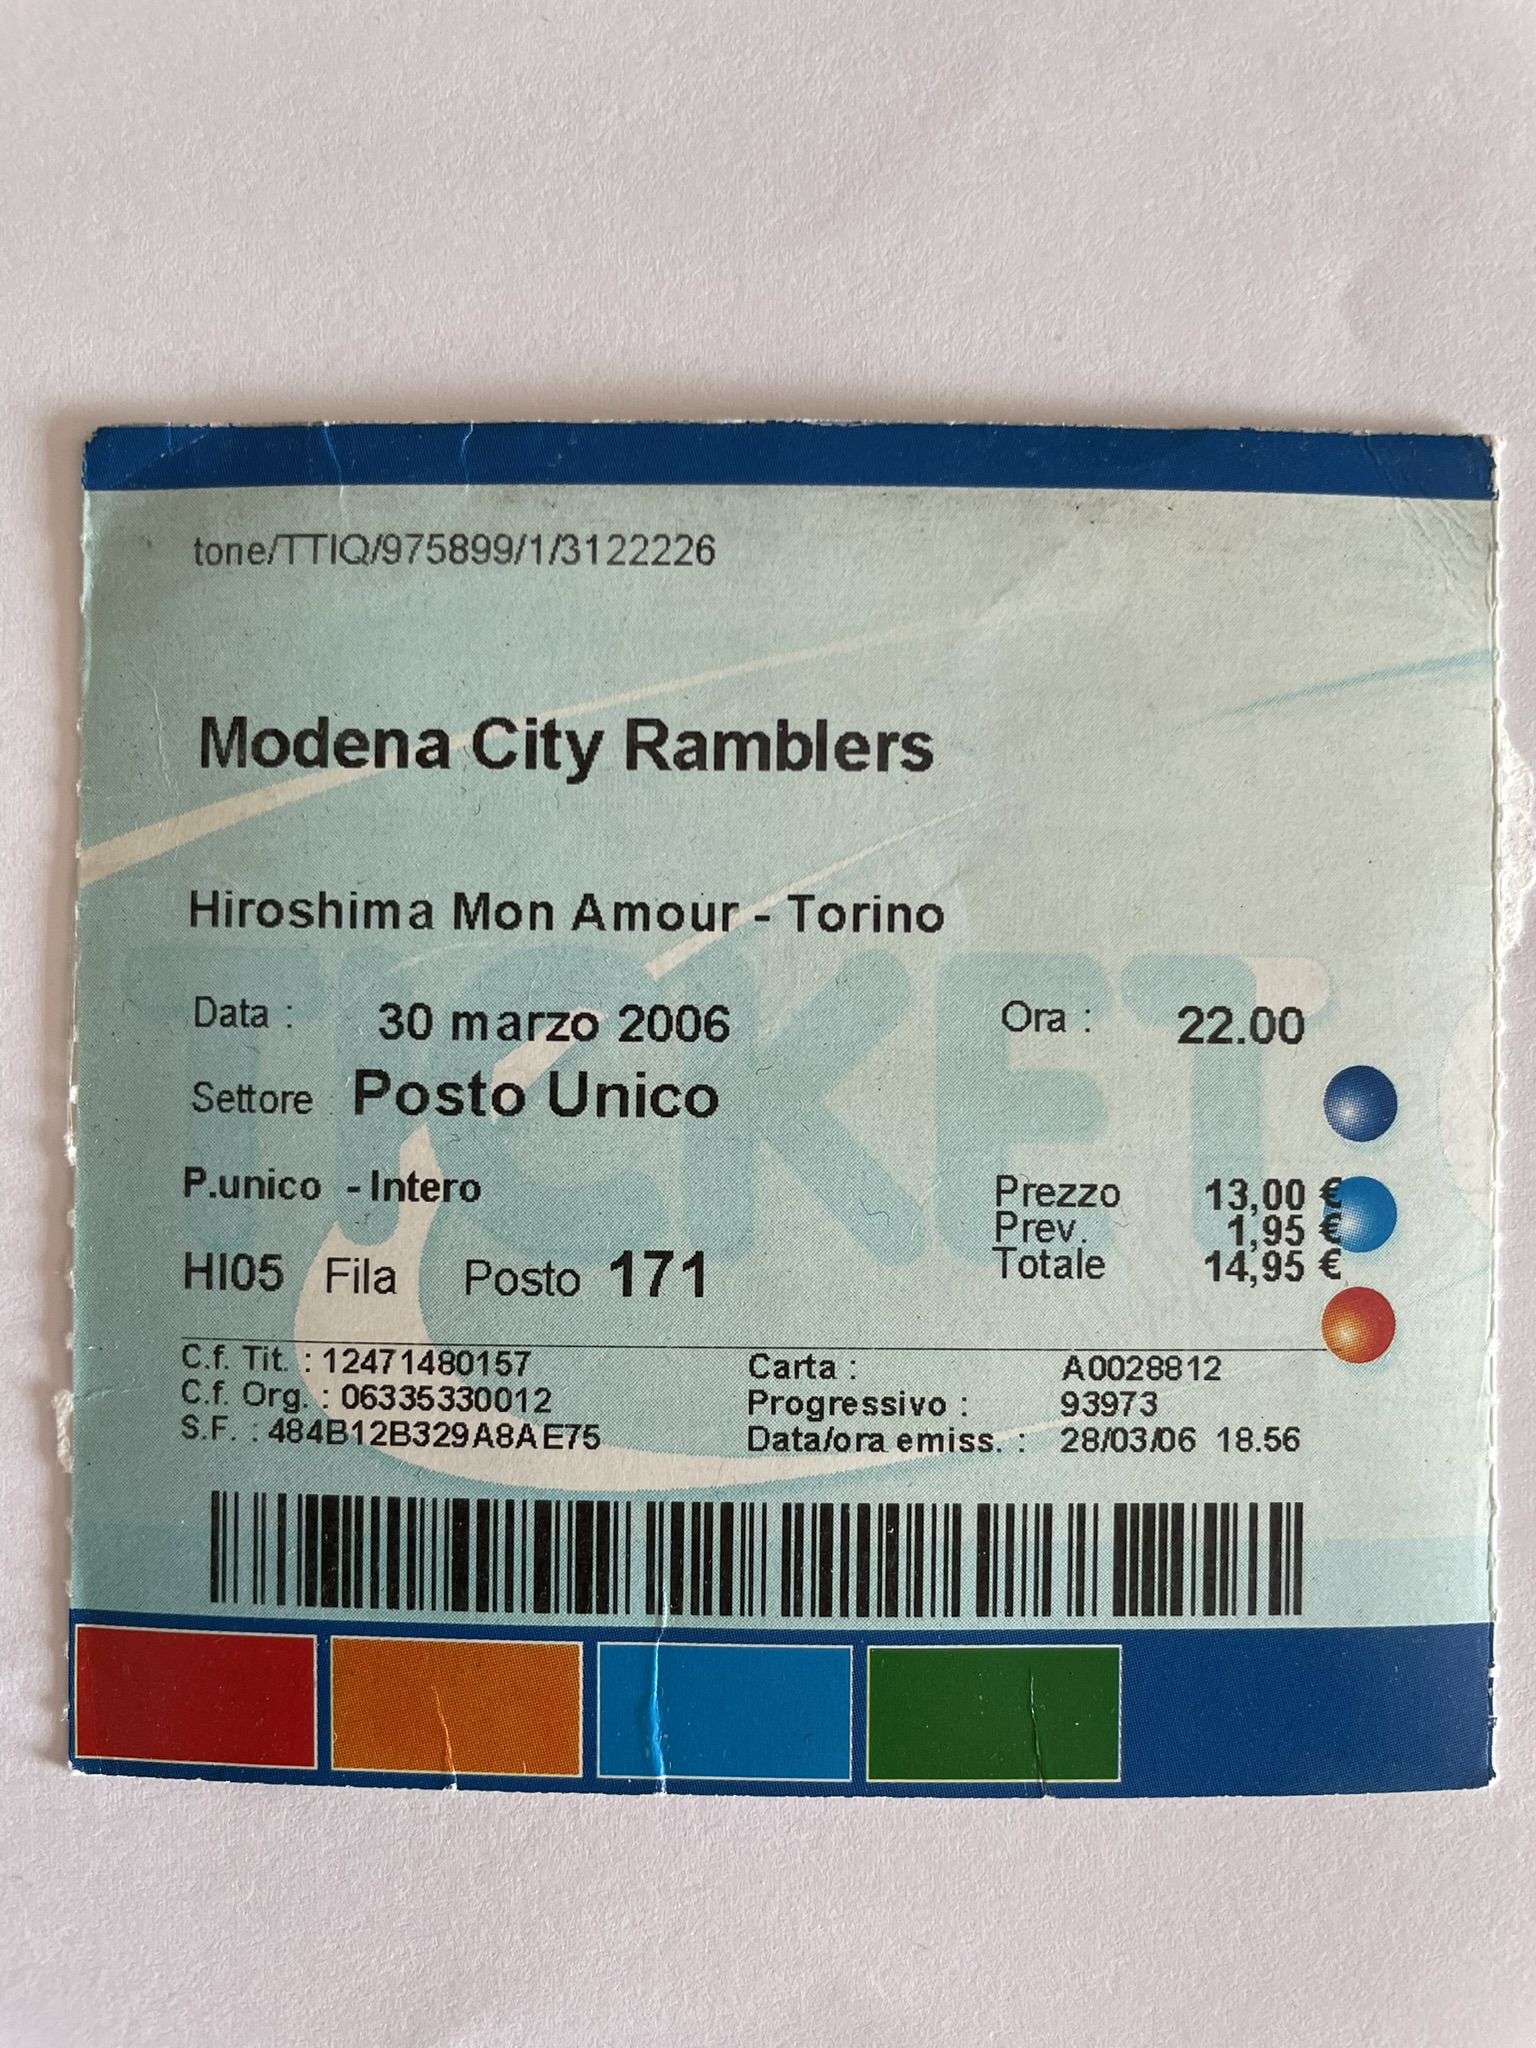 tone/TTIQ/975899/1/3122226
Modena City Ramblers
Hiroshima Mon Amour - Torino
Data : 30 marzo 2006 Ora : 22.00
Settore : Posto Unico
TICKET
P.unico - Intero Prezzo 13,00 €
Prev. 1,95 €
HI05 Fila Posto 171 Totale 14,95 €
C.f. Tit. : 12471480157 Carta : A0028812
C.f. Org. : 06335330012 Progressivo : 93973
S.F. : 484B12B329A8AE75 Data/ora emiss. : 28/03/06 18.56